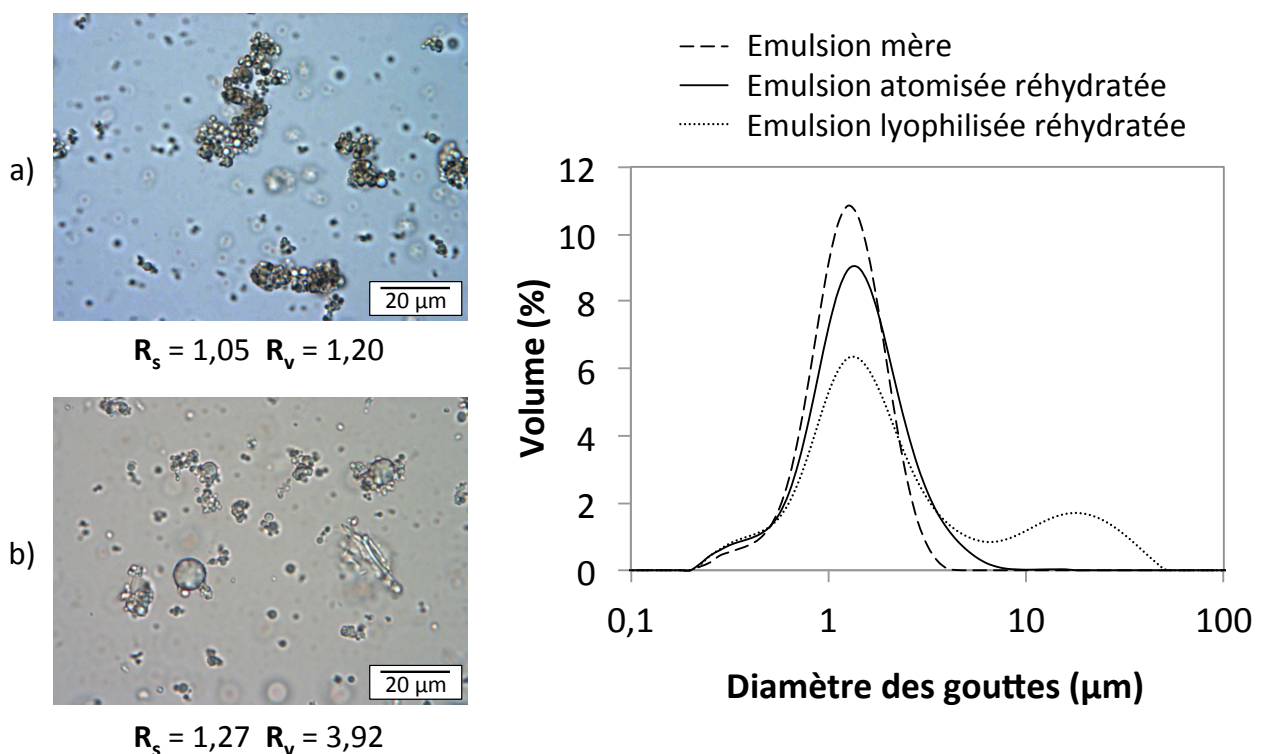 a)
20 µm
Rs = 1,05 Rv = 1,20
b)
20 µm
Rs = 1,27 Rv = 3,92
Emulsion mère
Emulsion atomisée réhydratée
Emulsion lyophilisée réhydratée
Volume (%)
12
10
8
6
4
2
0
0,1
1
10
100
Diamètre des gouttes (µm)